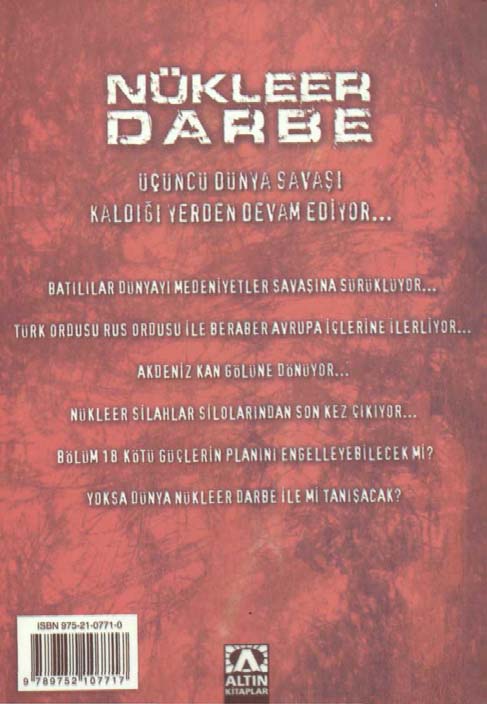 NÜKLEER
DARBE
ÜÇÜNCÜ DÜNYA SAVAŞI
KALDIĞI YERDEN DEVAM EDİYOR...
BATILILAR DÜNYAYI MEDENİYETLER SAVAŞINA SÜRÜKLÜYOR...
TÜRK ORDUSU RUS ORDUSU İLE BERABER AVRUPA İÇLERİNE İLERLİYOR...
AKDENİZ KAN GÖLÜNE DÖNÜYOR...
NÜKLEER SİLAHLAR SİLOLARINDAN SON KEZ ÇIKIYOR...
BÖLÜM 18 KÖTÜ GÜÇLERİN PLANINI ENGELLEYEBİLECEK Mİ?
YOKSA DÜNYA NÜKLEER DARBE İLE Mİ TANIŞACAK?
ISBN 975-21-0771-0
9 789752 107717
ALTIN
KİTAPLAR